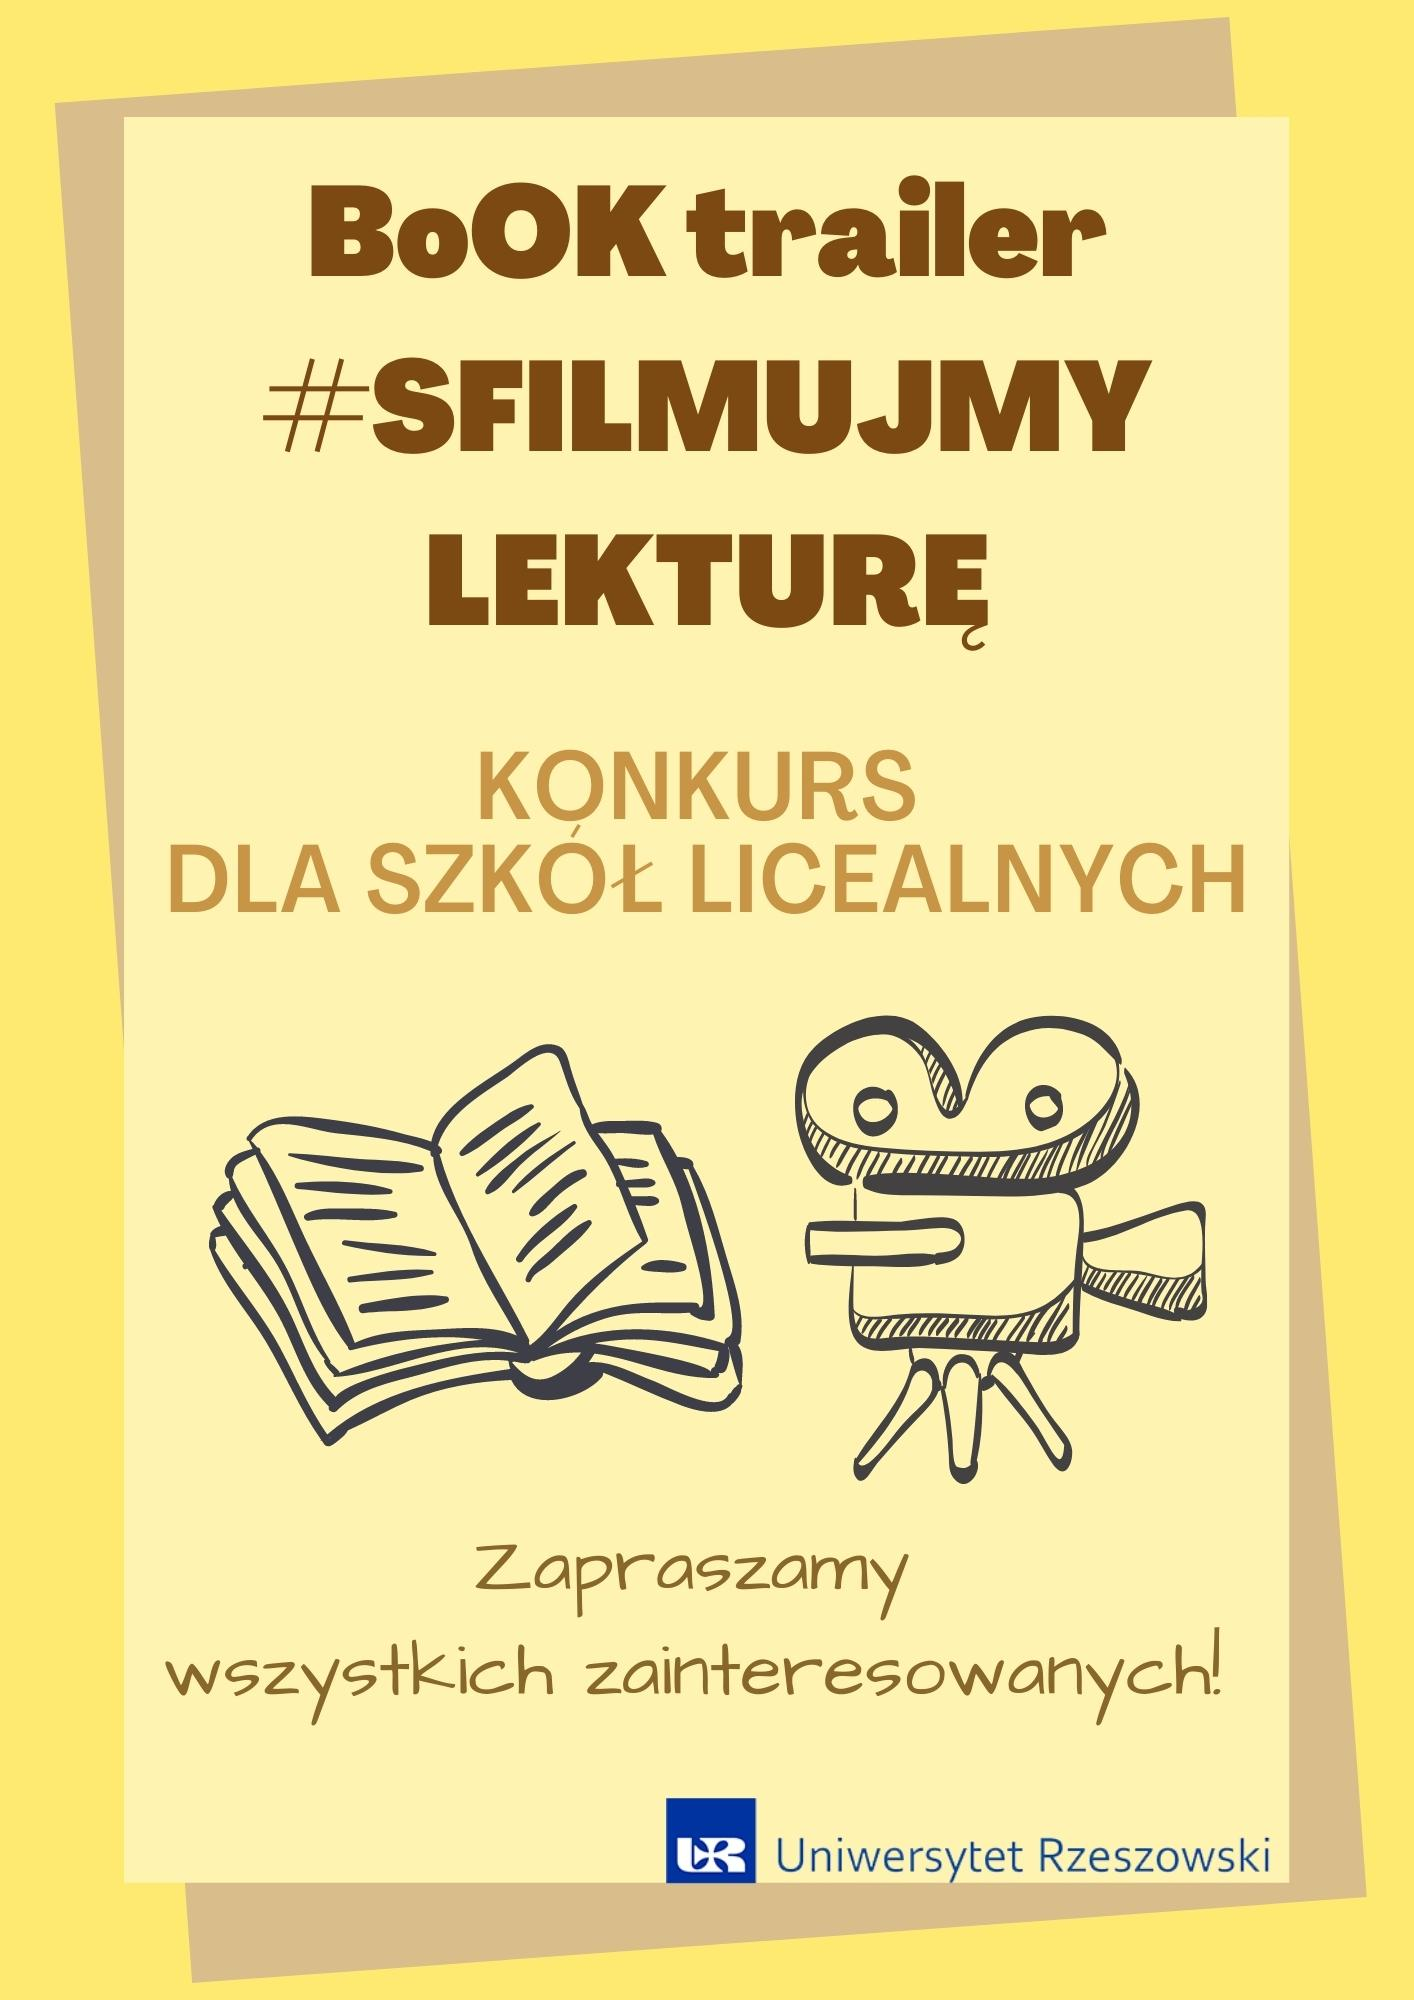 BoOK trailer
#SFILMUJMY
LEKTURĘ
KONKURS
DLA SZKÓŁ LICEALNYCH
Zapraszamy
wszystkich zainteresowanych!
UR Uniwersytet Rzeszowski